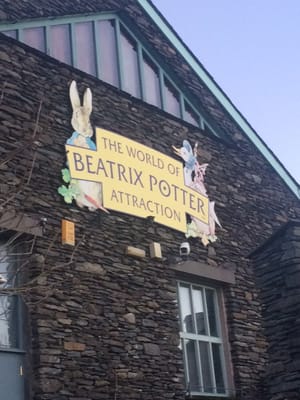 THE WORLD OF
BEATRIX POTTER
ATTRACTION